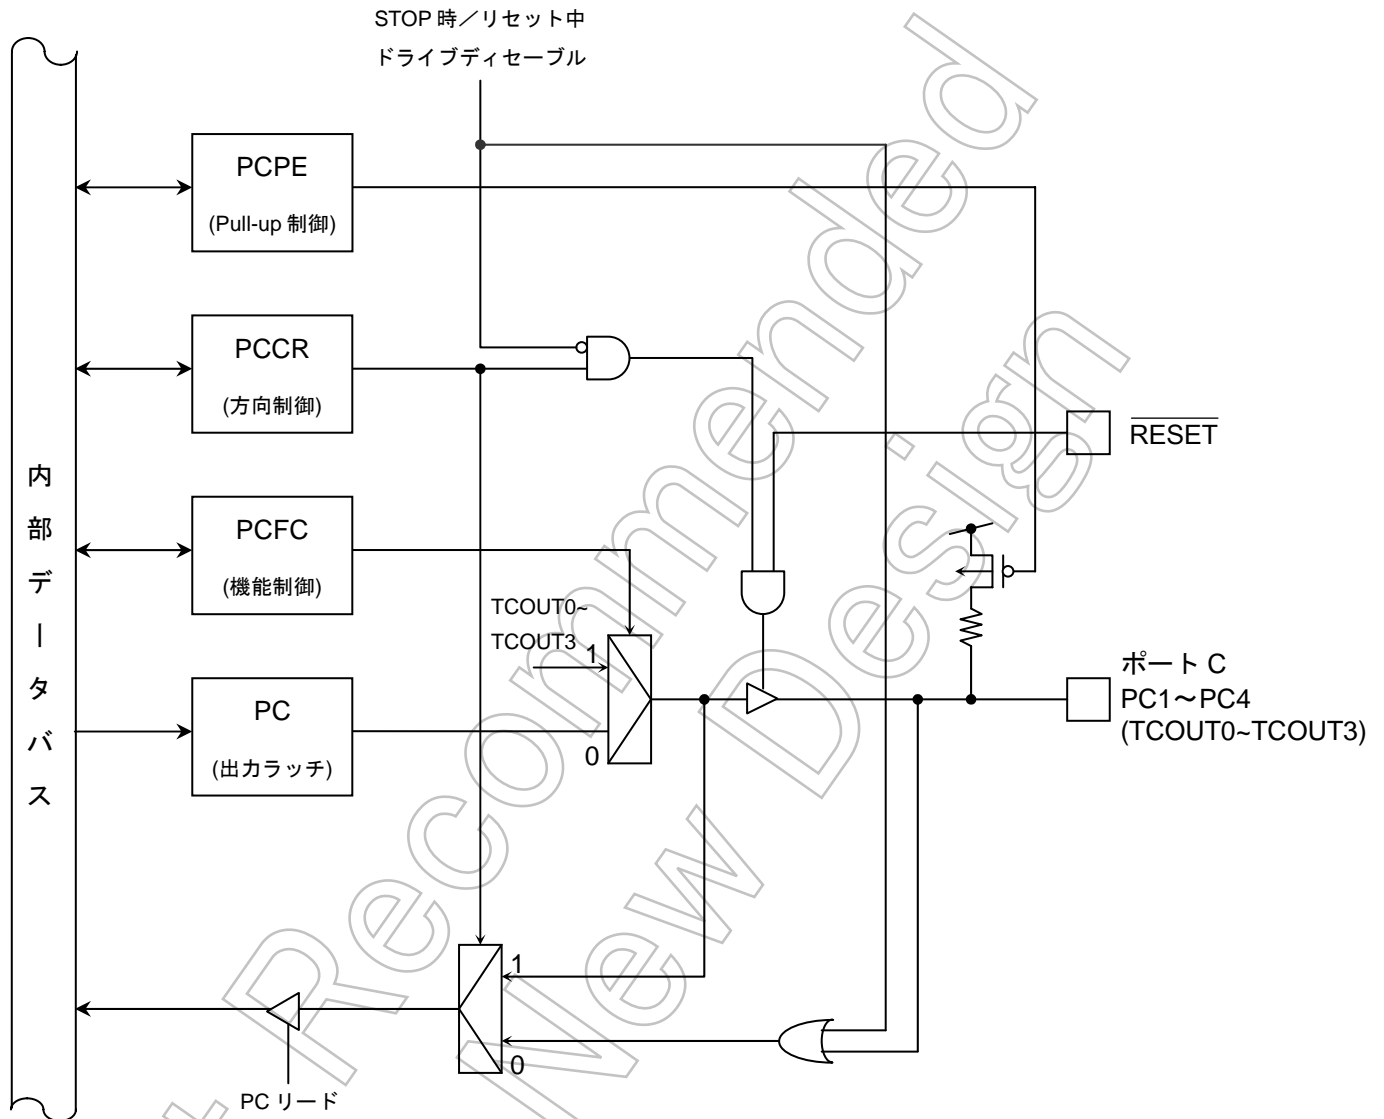 STOP 時／リセット中
ドライブディセーブル
PCPE
(Pull-up 制御)
PCCR
(方向制御)
RESET
内部データバス
PCFC
(機能制御)
TCOUT0~
TCOUT3
1
0
PC
(出力ラッチ)
ポート C
PC1～PC4
(TCOUT0~TCOUT3)
1
0
PC リード
Recommended
New Design